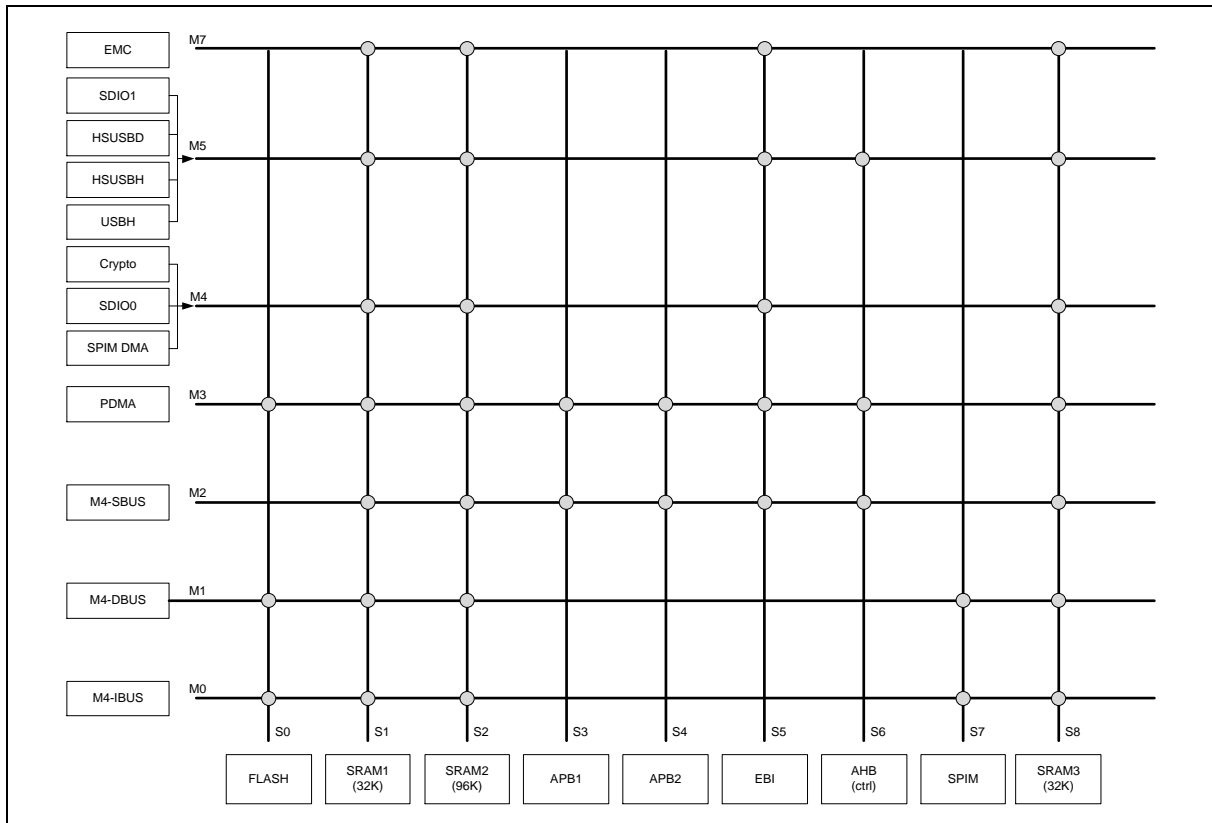 EMC
M7
SDIO1
HSUSBD
M5
HSUSBH
USBH
Crypto
M4
SDIO0
SPIM DMA
M3
PDMA
M2
M4-SBUS
M1
M4-DBUS
M0
M4-IBUS
S0 S1 S2 S3 S4 S5 S6 S7 S8
FLASH
SRAM1
(32K)
SRAM2
(96K)
APB1
APB2
EBI
AHB
(ctrl)
SPIM
SRAM3
(32K)